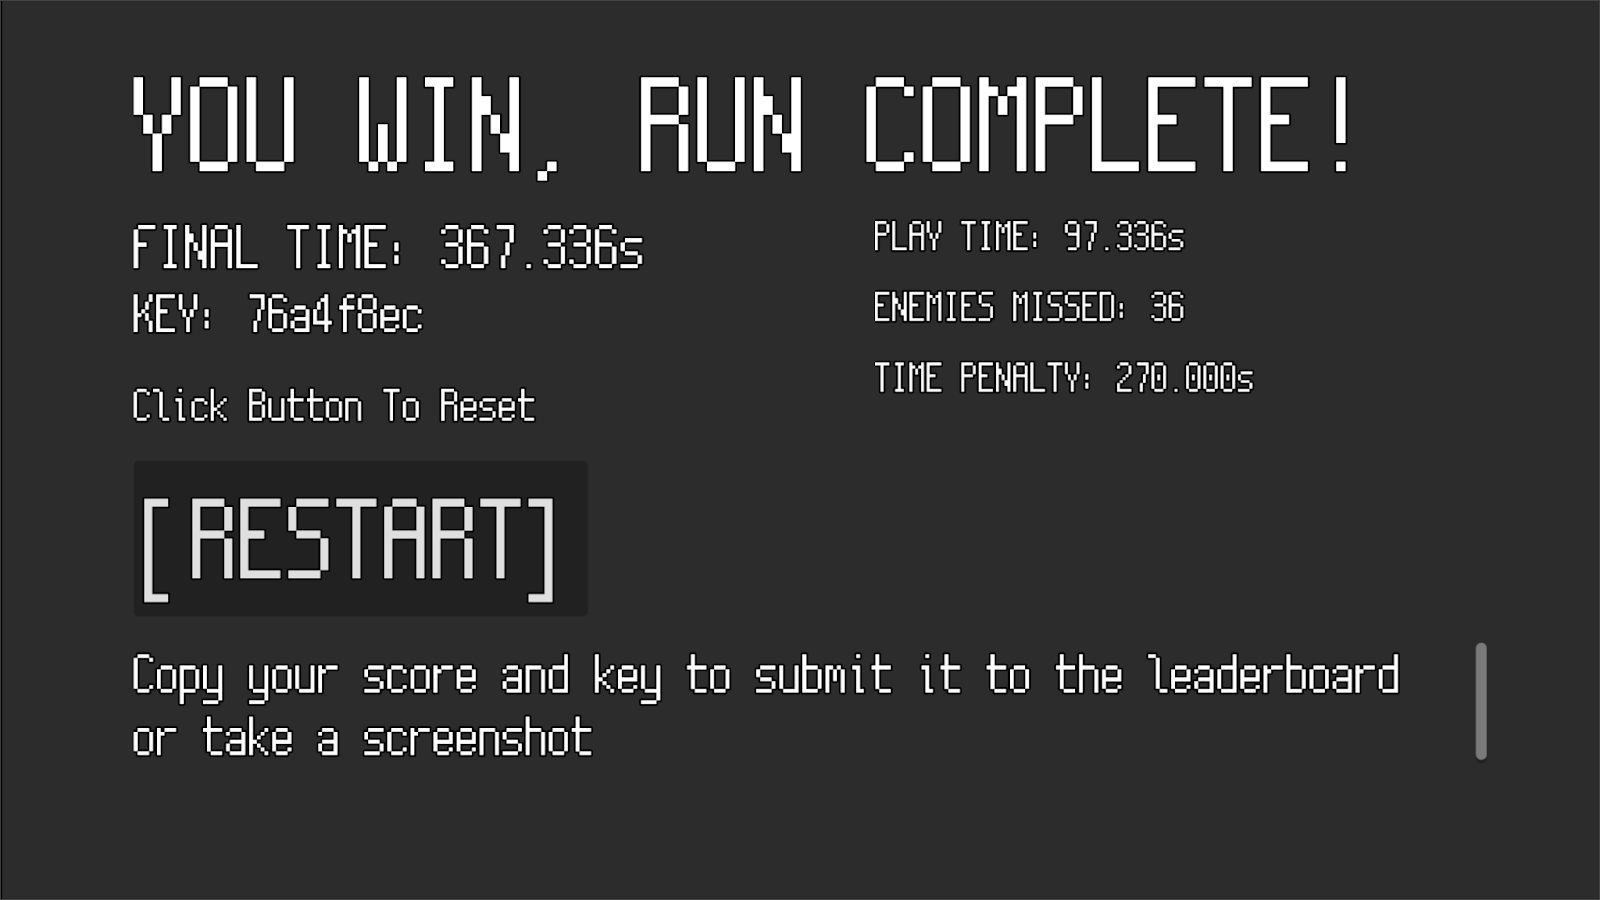 YOU WIN, RUN COMPLETE!
FINAL TIME: 367.336s
KEY: 76a4f8ec
Click Button To Reset
PLAY TIME: 97.336s
ENEMIES MISSED: 36
TIME PENALTY: 270.000s
[RESTART]
Copy your score and key to submit it to the leaderboard
or take a screenshot